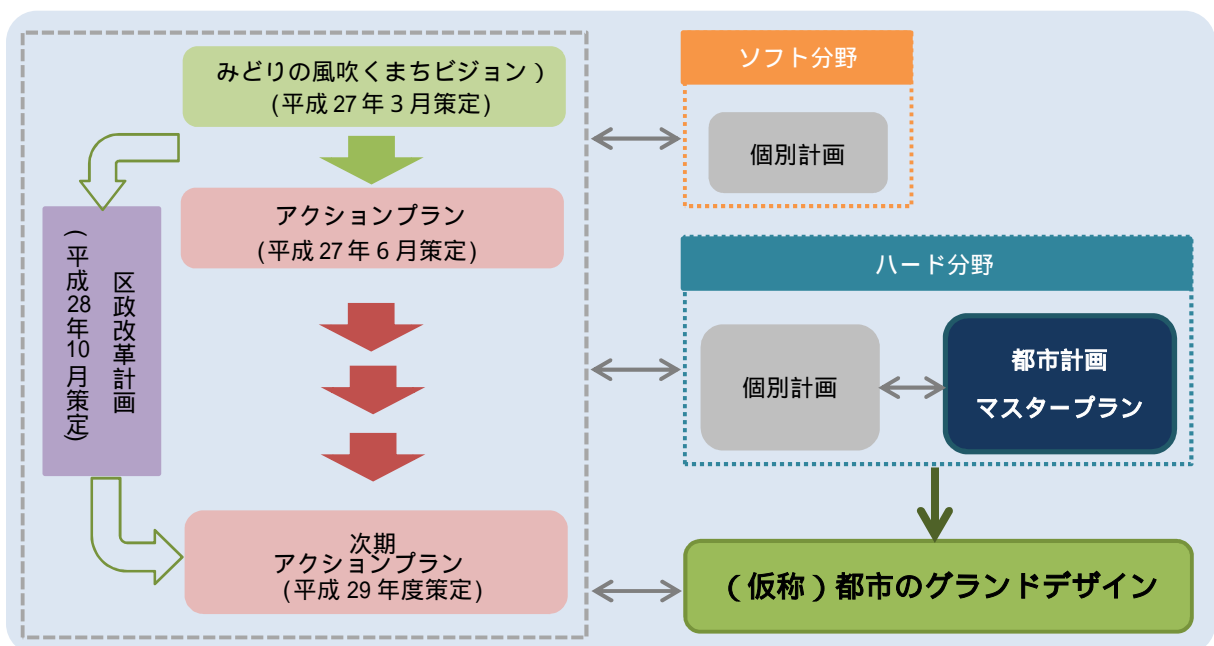 みどりの風吹くまちビジョン）
(平成 27 年 3 月策定)
アクションプラン
(平成 27 年 6 月策定)
区政改革計画
(平成28年10月策定)
次期
アクションプラン
(平成 29 年度策定)
ソフト分野
個別計画
ハード分野
個別計画
都市計画
マスタープラン
（仮称）都市のグランドデザイン